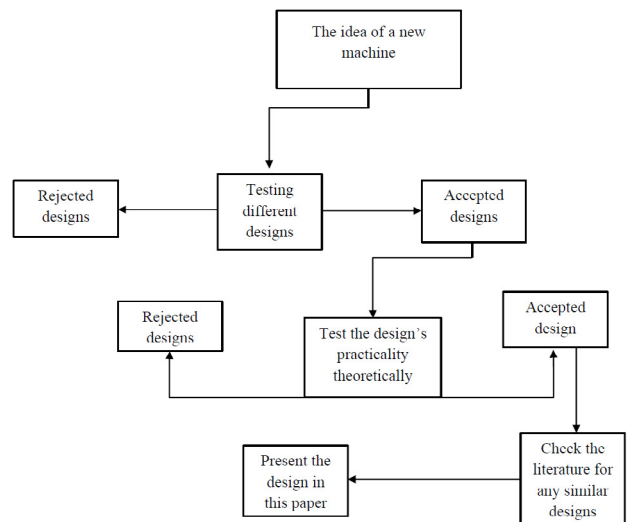 The idea of a new
machine
Rejected
designs
Testing
different
designs
Accepted
designs
Rejected
designs
Test the design’s
practicality
theoretically
Accepted
design
Present the
design in
this paper
Check the
literature for
any similar
designs